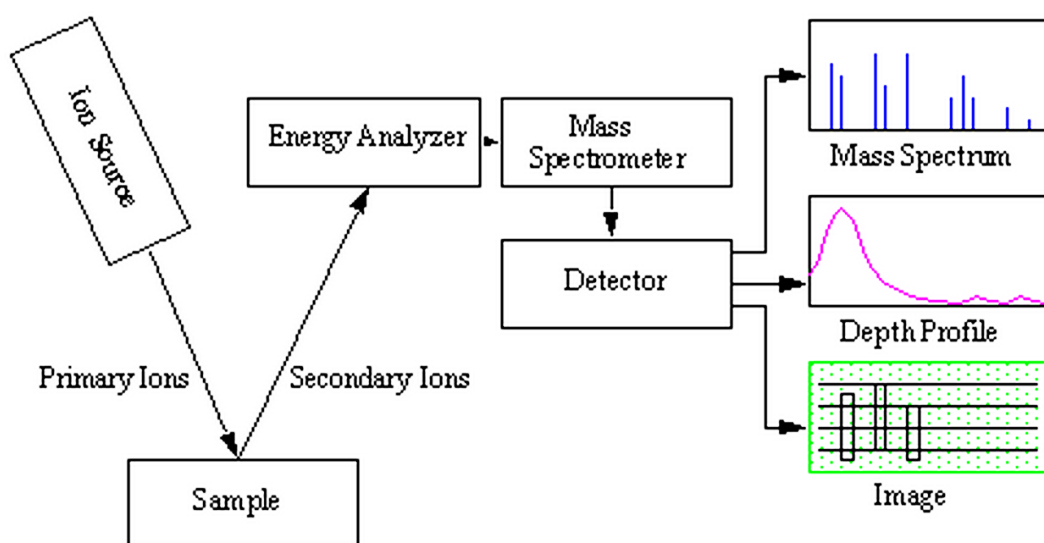 Ion Source
Energy Analyzer
Mass
Spectrometer
Mass Spectrum
Detector
Depth Profile
Primary Ions
Secondary Ions
Sample
Image